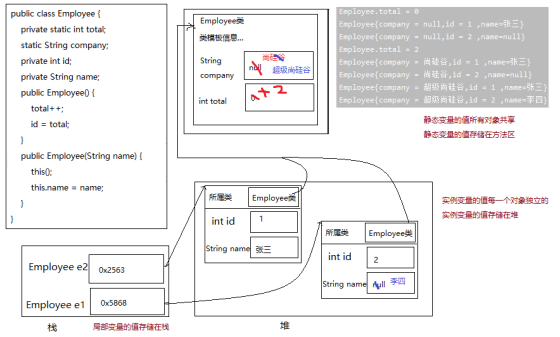 public class Employee {
private static int total;
static String company;
private int id;
private String name;
public Employee() {
total++;
id = total;
}
public Employee(String name) {
this();
this.name = name;
}
}
Employee类
类模板信息...
String company
null
尚硅谷
超级尚硅谷
int total
0
1
2
Employee.total = 0
Employee{company = null,id = 1 ,name=张三}
Employee{company = null,id = 2 ,name=null}
Employee.total = 2
Employee{company = 尚硅谷,id = 1 ,name=张三}
Employee{company = 尚硅谷,id = 2 ,name=null}
Employee{company = 超级尚硅谷,id = 1 ,name=张三}
Employee{company = 超级尚硅谷,id = 2 ,name=李四}
静态变量的值所有对象共享
静态变量的值存储在方法区
实例变量的值每一个对象独立的
实例变量的值存储在堆
所属类
Employee类
int id
1
String name
张三
所属类
Employee类
int id
2
String name
null
李四
堆
Employee e2
0x2563
Employee e1
0x5868
栈
局部变量的值存储在栈